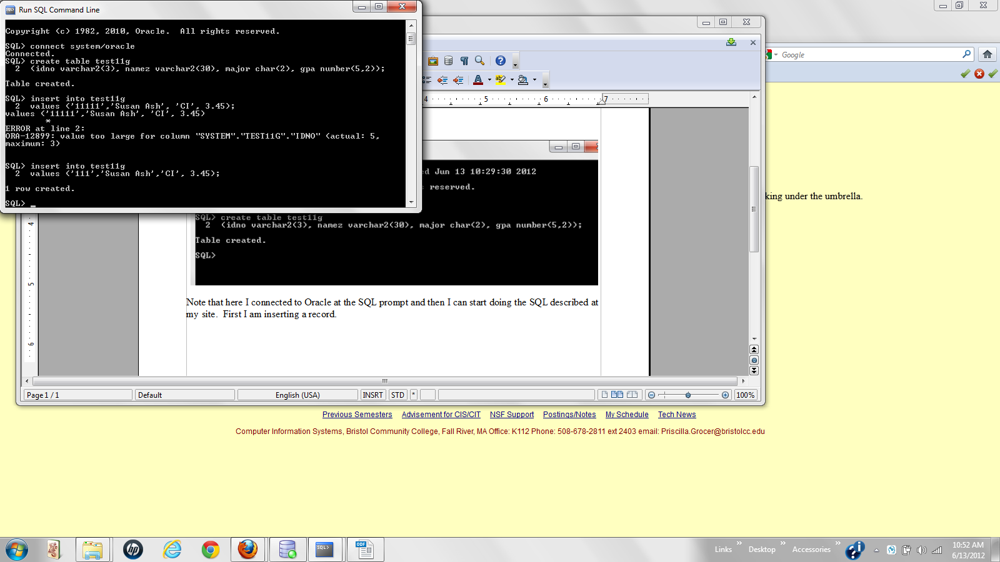 Run SQL Command Line
Copyright (c) 1982, 2010, Oracle.  All rights reserved.
SQL> connect system/oracle
Connected.
SQL> create table test11g
  2  (idno varchar2(3), namez varchar2(30), major char(2), gpa number(5,2));
Table created.
SQL> insert into test11g
  2  values ('11111','Susan Ash', 'CI', 3.45);
values ('11111','Susan Ash', 'CI', 3.45)
*
ERROR at line 2:
ORA-12899: value too large for column "SYSTEM"."TEST11G"."IDNO" (actual: 5,
maximum: 3)
SQL> insert into test11g
  2  values ('111','Susan Ash','CI', 3.45);
1 row created.
SQL> _
Google
4 5 6 7
d Jun 13 10:29:30 2012
reserved.
king under the umbrella.
SQL> create table test11g
  2  (idno varchar2(3), namez varchar2(30), major char(2), gpa number(5,2));
Table created.
SQL>
4
5
6
Note that here I connected to Oracle at the SQL prompt and then I can start doing the SQL described at
my site.  First I am inserting a record.
Page 1 / 1 Default English (USA) INSRT STD * 100%
Previous Semesters Advisement for CIS/CIT NSF Support Postings/Notes My Schedule Tech News
Computer Information Systems, Bristol Community College, Fall River, MA Office: K112 Phone: 508-678-2811 ext 2403 email: Priscilla.Grocer@bristolcc.edu
hp
SQL>
ODF
Links » Desktop » Accessories »
10:52 AM
6/13/2012